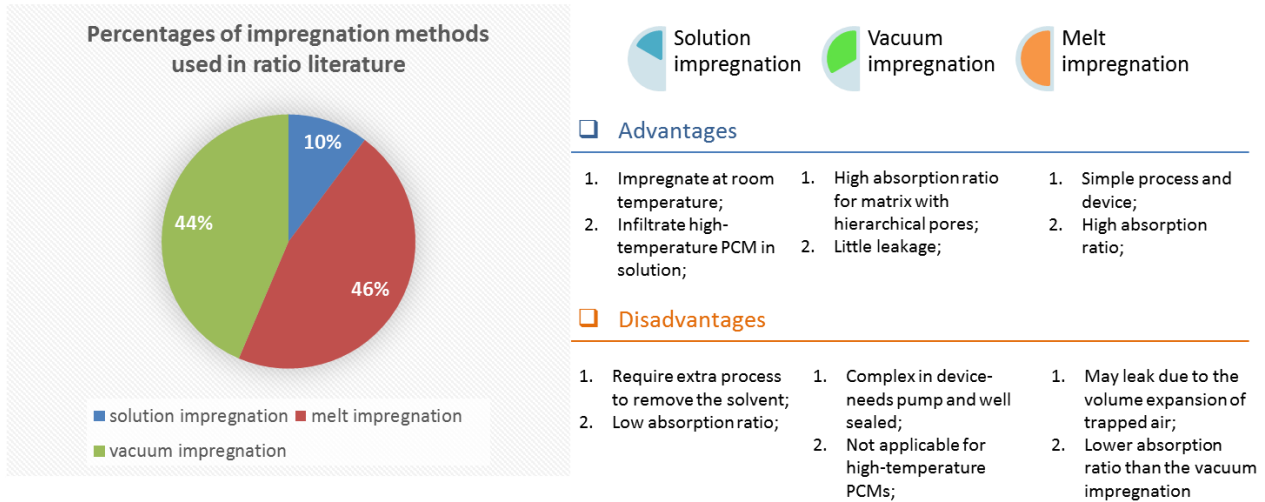 Percentages of impregnation methods
used in ratio literature
10%
44%
46%
solution impregnation
melt impregnation
vacuum impregnation
Solution
impregnation
Vacuum
impregnation
Melt
impregnation
Advantages
1. Impregnate at room
temperature;
2. Infiltrate high-
temperature PCM in
solution;
1. High absorption ratio
for matrix with
hierarchical pores;
2. Little leakage;
1. Simple process and
device;
2. High absorption
ratio;
Disadvantages
1. Require extra process
to remove the solvent;
2. Low absorption ratio;
1. Complex in device-
needs pump and well
sealed;
2. Not applicable for
high-temperature
PCMs;
1. May leak due to the
volume expansion of
trapped air;
2. Lower absorption
ratio than the vacuum
impregnation